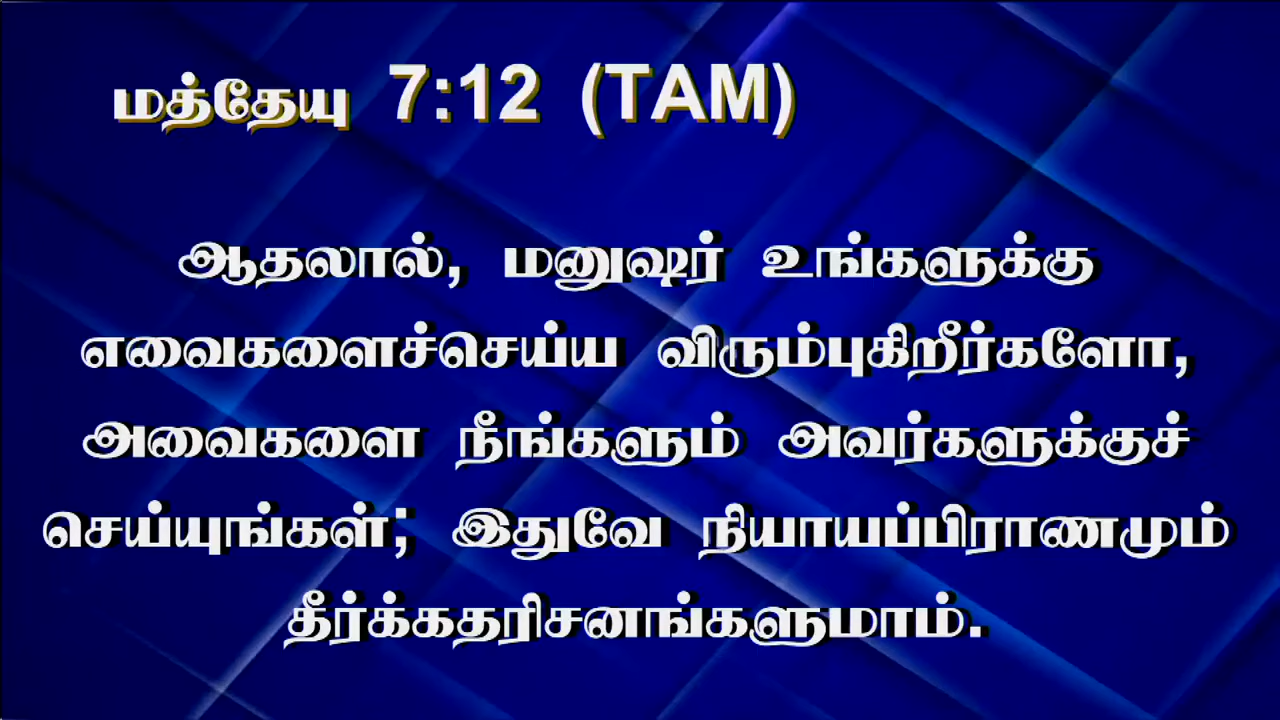 மத்தேயு 7:12 (TAM)
ஆதலால், மனுஷர் உங்களுக்கு
எவைகளைச்செய்ய விரும்புகிறீர்களோ,
அவைகளை நீங்களும் அவர்களுக்குச்
செய்யுங்கள்; இதுவே நியாயப்பிராணமும்
தீர்க்கதரிசனங்களுமாம்.